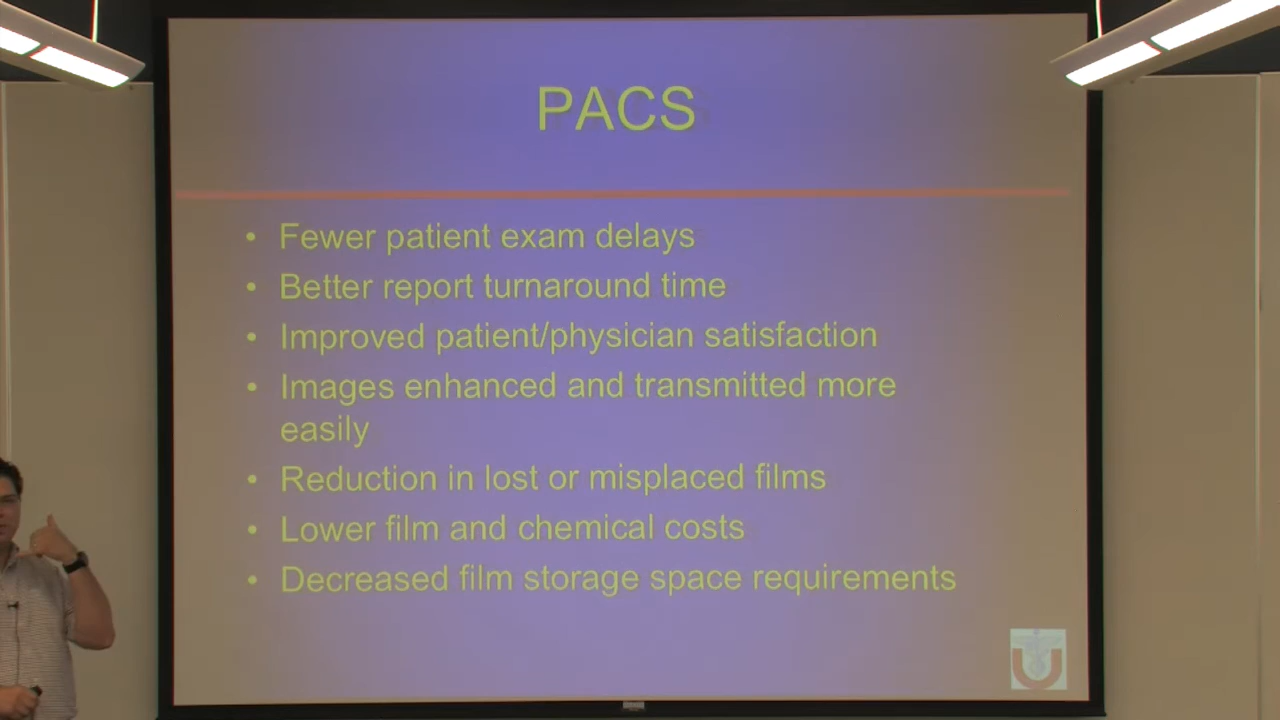 PACS
• Fewer patient exam delays
• Better report turnaround time
• Improved patient/physician satisfaction
• Images enhanced and transmitted more
easily
• Reduction in lost or misplaced films
• Lower film and chemical costs
• Decreased film storage space requirements
U